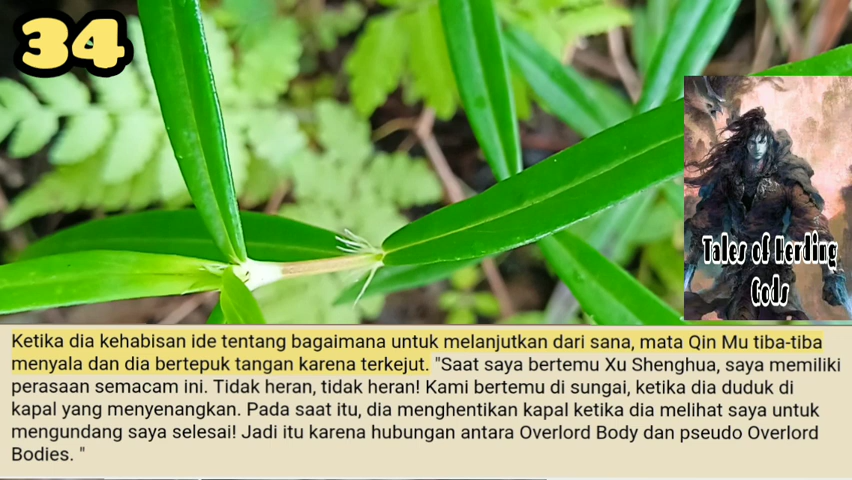 34
Tales of Herding
Gods
Ketika dia kehabisan ide tentang bagaimana untuk melanjutkan dari sana, mata Qin Mu tiba-tiba
menyala dan dia bertepuk tangan karena terkejut. "Saat saya bertemu Xu Shenghua, saya memiliki
perasaan semacam ini. Tidak heran, tidak heran! Kami bertemu di sungai, ketika dia duduk di
kapal yang menyenangkan. Pada saat itu, dia menghentikan kapal ketika dia melihat saya untuk
mengundang saya selesai! Jadi itu karena hubungan antara Overlord Body dan pseudo Overlord
Bodies. "